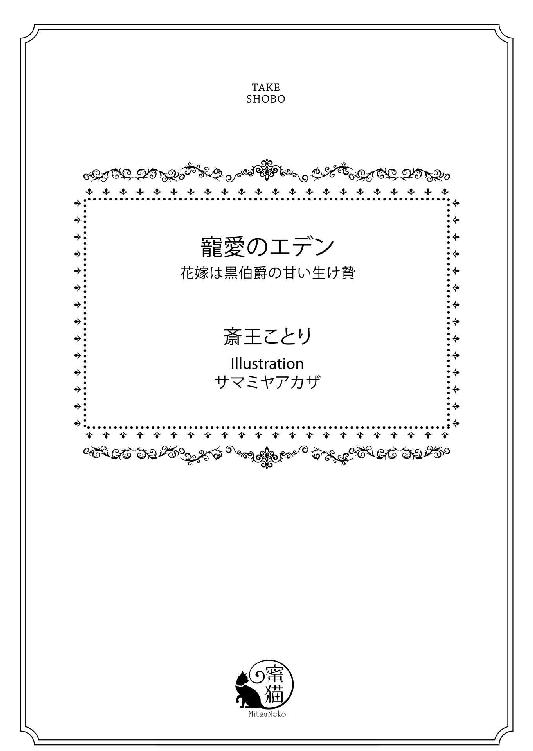 TAKE
SHOBO
寵愛のエデン
花嫁は黒伯爵の甘い生け贄
斎王ことり
Illustration
サマミヤアカザ
蜜猫
MitsuNeko